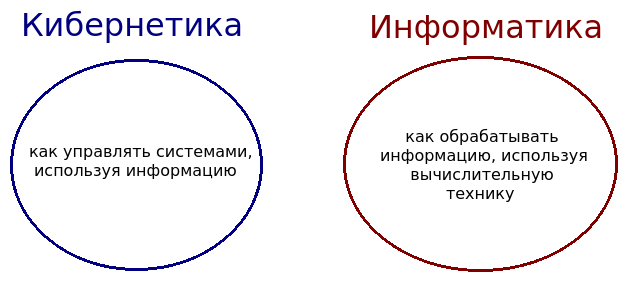 Кибернетика
Информатика
как управлять системами,
используя информацию
как обрабатывать
информацию, используя
вычислительную
технику